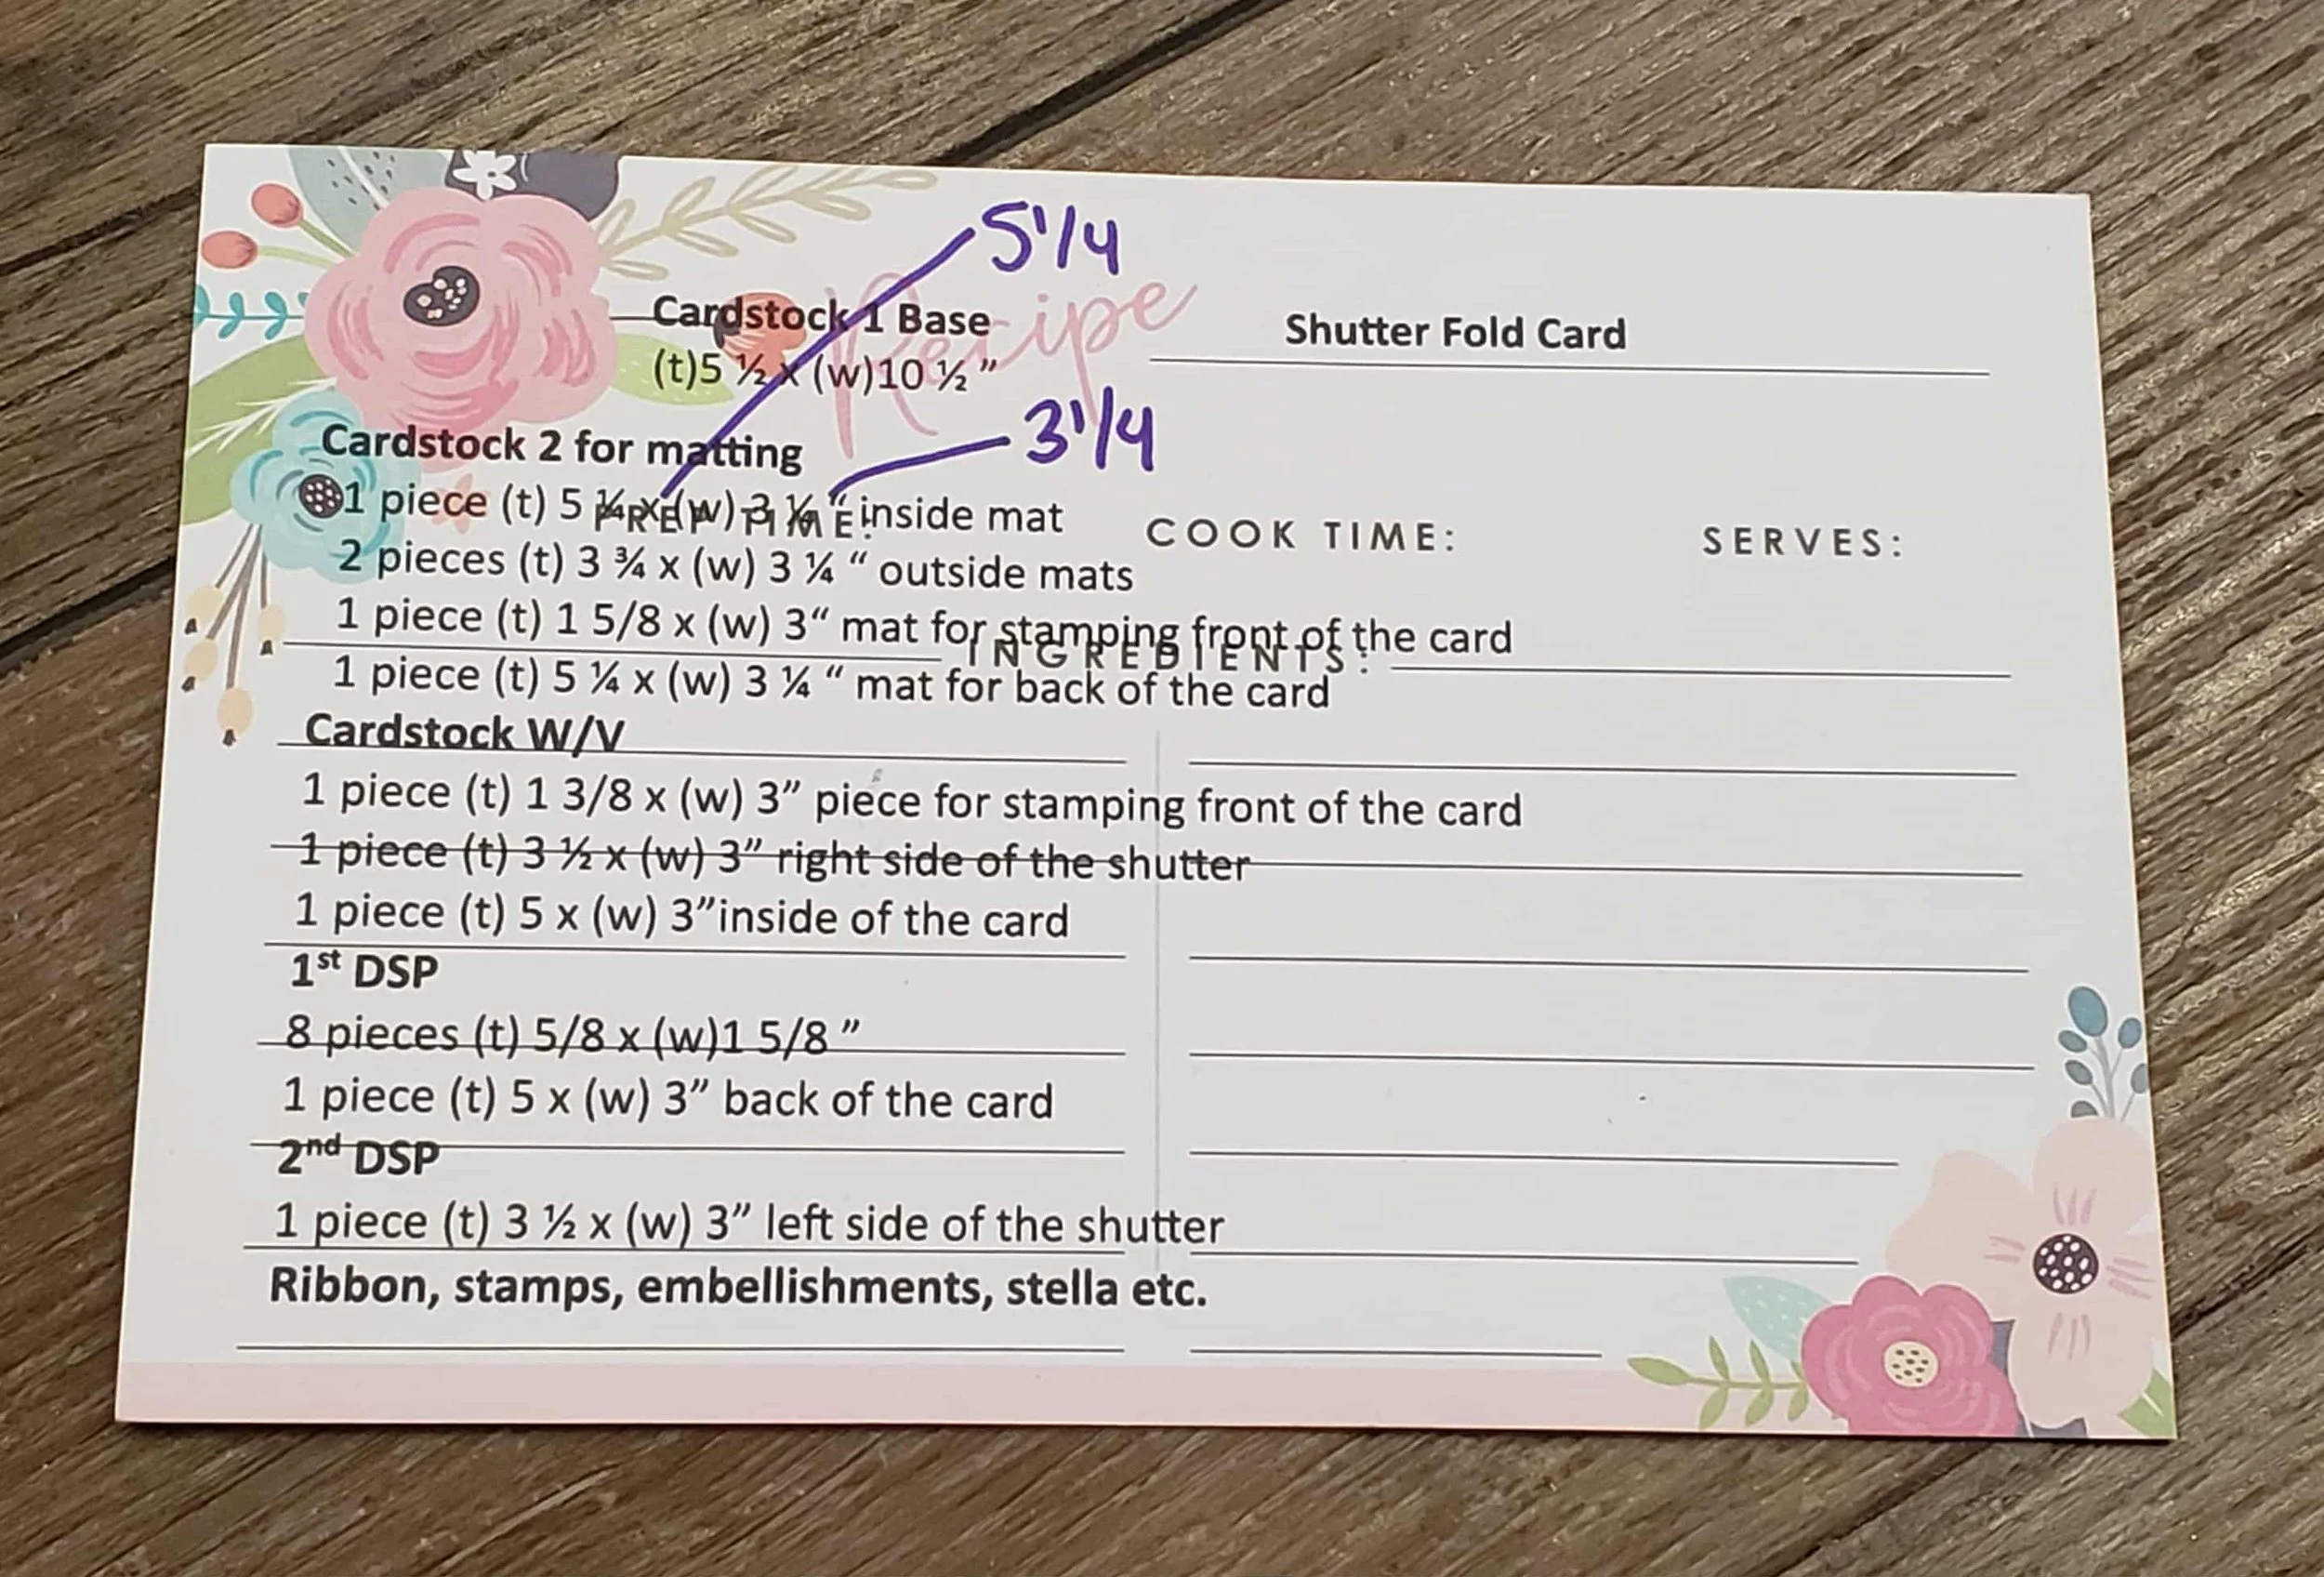 5 1/4
Recipe
Shutter Fold Card
Cardstock 1 Base
(t)5 ½ x (w)10 ½ ”
3 1/4
Cardstock 2 for matting
1 piece (t) 5 ¼ x (w) 3 ¼ “ inside mat
PREP TIME: COOK TIME: SERVES:
2 pieces (t) 3 ¾ x (w) 3 ¼ “ outside mats
1 piece (t) 1 5/8 x (w) 3“ mat for stamping front of the card
INGREDIENTS:
1 piece (t) 5 ¼ x (w) 3 ¼ “ mat for back of the card
Cardstock W/V
1 piece (t) 1 3/8 x (w) 3” piece for stamping front of the card
1 piece (t) 3 ½ x (w) 3” right side of the shutter
1 piece (t) 5 x (w) 3”inside of the card
1st DSP
8 pieces (t) 5/8 x (w)1 5/8 ”
1 piece (t) 5 x (w) 3” back of the card
2nd DSP
1 piece (t) 3 ½ x (w) 3” left side of the shutter
Ribbon, stamps, embellishments, stella etc.